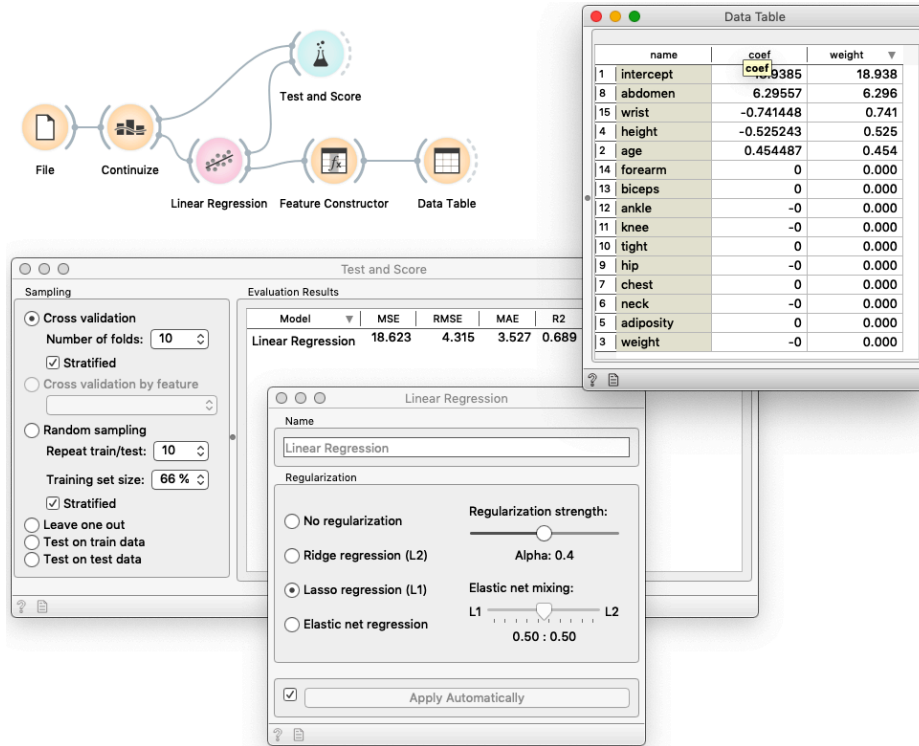 Test and Score
File
Continuize
Linear Regression
Feature Constructor
Data Table
Data Table
name coef weight
coef
1 intercept 18.938
8 abdomen 6.29557 6.296
15 wrist -0.741448 0.741
4 height -0.525243 0.525
2 age 0.454487 0.454
14 forearm 0 0.000
13 biceps 0 0.000
12 ankle -0 0.000
11 knee -0 0.000
10 tight 0 0.000
9 hip -0 0.000
7 chest 0 0.000
6 neck -0 0.000
5 adiposity 0 0.000
3 weight -0 0.000
?
Test and Score
Sampling
Cross validation
Number of folds: 10
Stratified
Cross validation by feature
Random sampling
Repeat train/test: 10
Training set size: 66 %
Stratified
Leave one out
Test on train data
Test on test data
?
Evaluation Results
Model MSE RMSE MAE R2
Linear Regression 18.623 4.315 3.527 0.689
Linear Regression
Name
Linear Regression
Regularization
No regularization
Ridge regression (L2)
Lasso regression (L1)
Elastic net regression
Regularization strength:
Alpha: 0.4
Elastic net mixing:
L1 L2
0.50 : 0.50
Apply Automatically
?